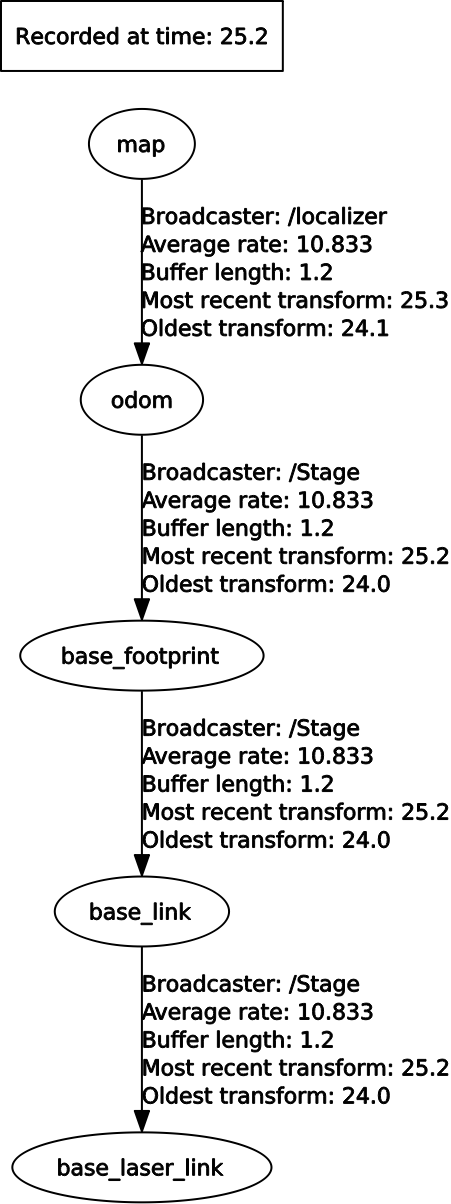 Recorded at time: 25.2
map
Broadcaster: /localizer
Average rate: 10.833
Buffer length: 1.2
Most recent transform: 25.3
Oldest transform: 24.1
odom
Broadcaster: /Stage
Average rate: 10.833
Buffer length: 1.2
Most recent transform: 25.2
Oldest transform: 24.0
base_footprint
Broadcaster: /Stage
Average rate: 10.833
Buffer length: 1.2
Most recent transform: 25.2
Oldest transform: 24.0
base_link
Broadcaster: /Stage
Average rate: 10.833
Buffer length: 1.2
Most recent transform: 25.2
Oldest transform: 24.0
base_laser_link